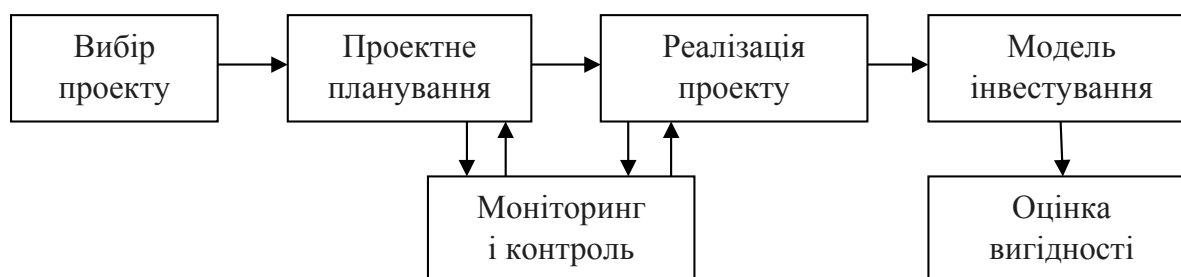 Вибір
проекту
Проектне
планування
Реалізація
проекту
Модель
інвестування
Моніторинг
і контроль
Оцінка
вигідності